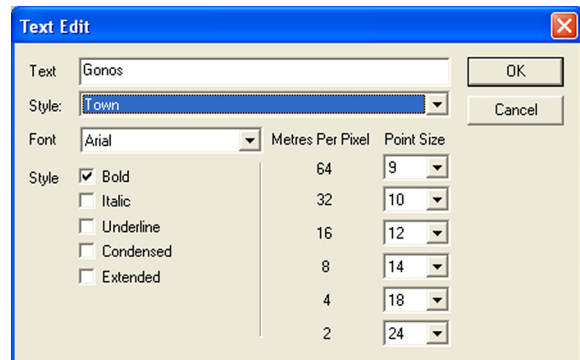 Text Edit
Text Gonos OK
Style: Town Cancel
Font Arial Metres Per Pixel Point Size
Style Bold 64 9
Italic 32 10
Underline 16 12
Condensed 8 14
Extended 4 18
2 24